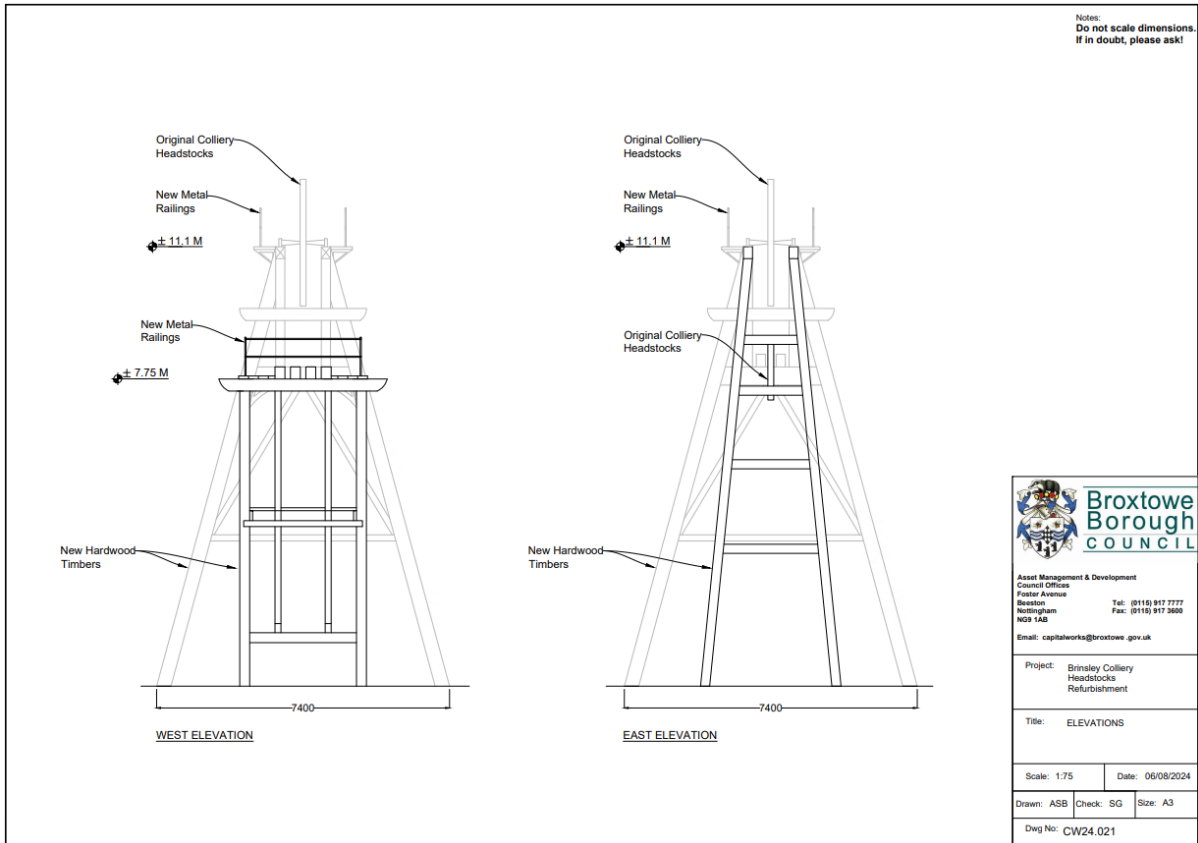 Notes:
Do not scale dimensions.
If in doubt, please ask!
Original Colliery
Headstocks
New Metal
Railings
± 11,1 M
New Metal
Railings
± 7.75 M
New Hardwood
Timbers
7400
WEST ELEVATION
Original Colliery
Headstocks
New Metal
Railings
± 11,1 M
Original Colliery
Headstocks
New Hardwood
Timbers
7400
EAST ELEVATION
Broxtowe
Borough
COUNCIL
Asset Management & Development
Council Offices
Foster Avenue
Beeston Tel: (0115) 917 7777
Nottingham Fax: (0115) 917 3600
NG9 1AB
Email: capitalworks@broxtowe .gov.uk
Project: Brinsley Colliery
Headstocks
Refurbishment
Title: ELEVATIONS
Scale: 1:75 Date: 06/08/2024
Drawn: ASB Check: SG Size: A3
Dwg No: CW24.021